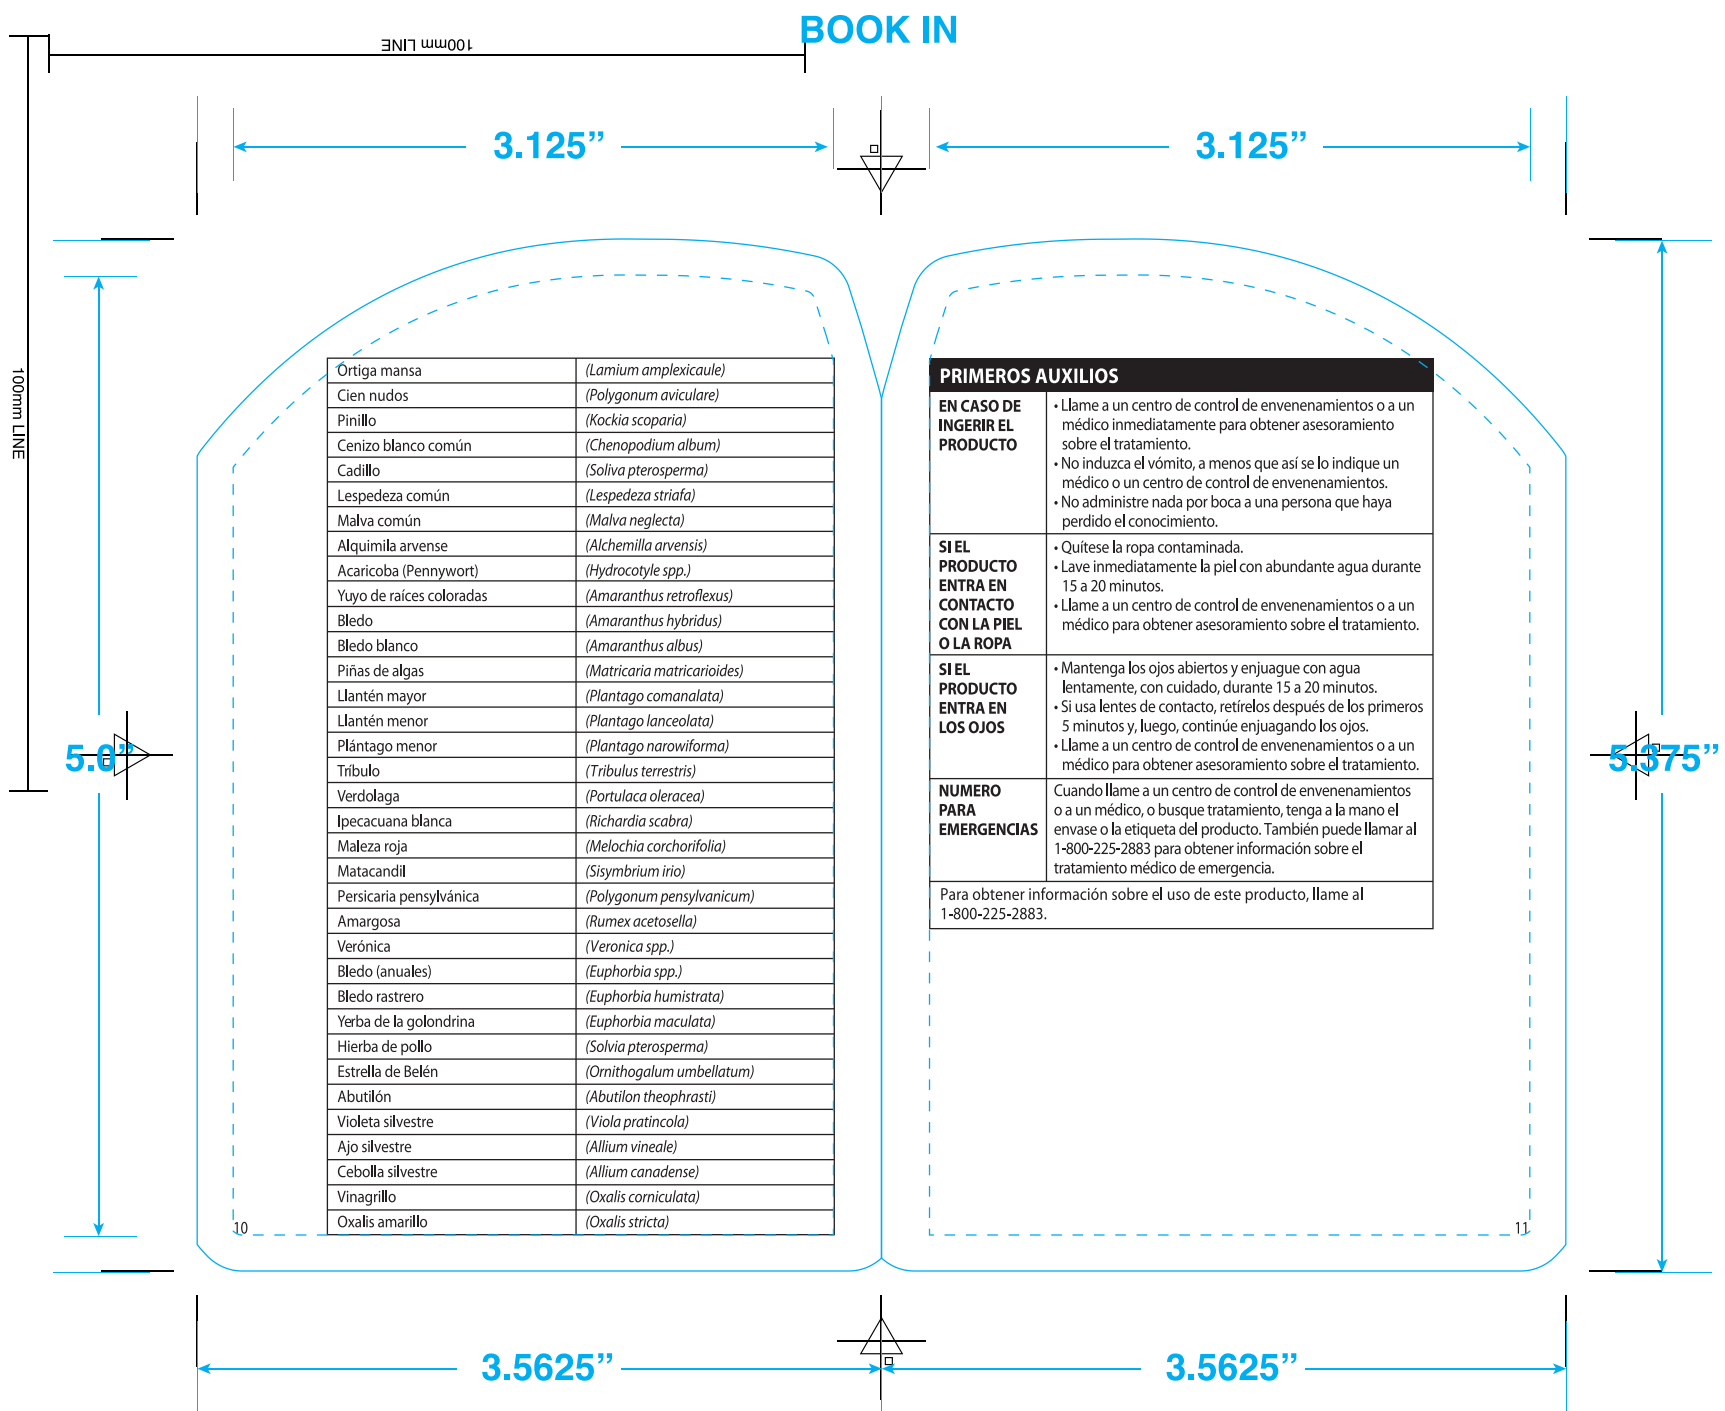 BOOK IN
100mm LINE
3.125”
3.125”
100mm LINE
5.0”
5.375”
Ortiga mansa (Lamium amplexicaule)
Cien nudos (Polygonum aviculare)
Pinillo (Kockia scoparia)
Cenizo blanco común (Chenopodium album)
Cadillo (Soliva pterosperma)
Lespedeza común (Lespedeza striafa)
Malva común (Malva neglecta)
Alquimila arvense (Alchemilla arvensis)
Acaricoba (Pennywort) (Hydrocotyle spp.)
Yuyo de raíces coloradas (Amaranthus retroflexus)
Bledo (Amaranthus hybridus)
Bledo blanco (Amaranthus albus)
Piñas de algas (Matricaria matricarioides)
Llantén mayor (Plantago comanalata)
Llantén menor (Plantago lanceolata)
Plántago menor (Plantago narowiforma)
Tríbulo (Tribulus terrestris)
Verdolaga (Portulaca oleracea)
Ipecacuana blanca (Richardia scabra)
Maleza roja (Melochia corchorifolia)
Matacandil (Sisymbrium irio)
Persicaria pensylvánica (Polygonum pensylvanicum)
Amargosa (Rumex acetosella)
Verónica (Veronica spp.)
Bledo (anuales) (Euphorbia spp.)
Bledo rastrero (Euphorbia humistrata)
Yerba de la golondrina (Euphorbia maculata)
Hierba de pollo (Solvia pterosperma)
Estrella de Belén (Ornithogalum umbellatum)
Abutilón (Abutilon theophrasti)
Violeta silvestre (Viola pratincola)
Ajo silvestre (Allium vineale)
Cebolla silvestre (Allium canadense)
Vinagrillo (Oxalis corniculata)
Oxalis amarillo (Oxalis stricta)
10
PRIMEROS AUXILIOS
EN CASO DE
INGERIR EL
PRODUCTO
• Llame a un centro de control de envenenamientos o a un
médico inmediatamente para obtener asesoramiento
sobre el tratamiento.
• No induzca el vómito, a menos que así se lo indique un
médico o un centro de control de envenenamientos.
• No administre nada por boca a una persona que haya
perdido el conocimiento.
SI EL
PRODUCTO
ENTRA EN
CONTACTO
CON LA PIEL
O LA ROPA
• Quítese la ropa contaminada.
• Lave inmediatamente la piel con abundante agua durante
15 a 20 minutos.
• Llame a un centro de control de envenenamientos o a un
médico para obtener asesoramiento sobre el tratamiento.
SI EL
PRODUCTO
ENTRA EN
LOS OJOS
• Mantenga los ojos abiertos y enjuague con agua
lentamente, con cuidado, durante 15 a 20 minutos.
• Si usa lentes de contacto, retírelos después de los primeros
5 minutos y, luego, continúe enjuagando los ojos.
• Llame a un centro de control de envenenamientos o a un
médico para obtener asesoramiento sobre el tratamiento.
NUMERO
PARA
EMERGENCIAS
Cuando llame a un centro de control de envenenamientos
o a un médico, o busque tratamiento, tenga a la mano el
envase o la etiqueta del producto. También puede llamar al
1-800-225-2883 para obtener información sobre el
tratamiento médico de emergencia.
Para obtener información sobre el uso de este producto, llame al
1-800-225-2883.
11
3.5625”
3.5625”